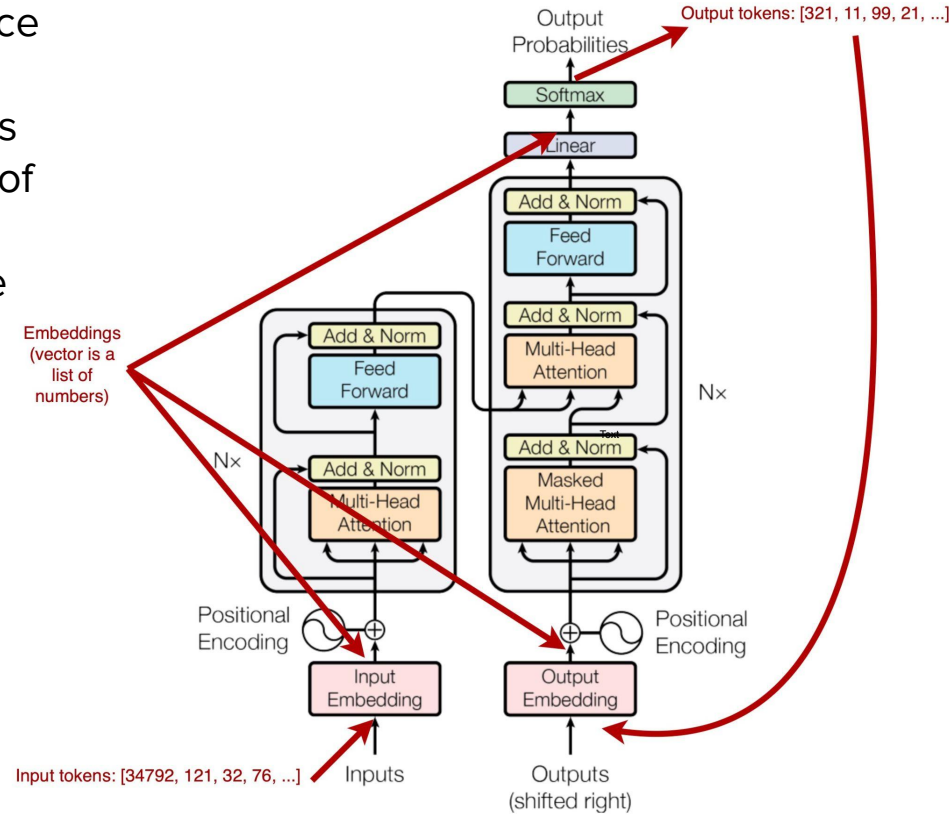 ce
s
of
e
Output
Probabilities
Output tokens: [321, 11, 99, 21, ...]
Softmax
Linear
Add & Norm
Feed
Forward
Add & Norm
Multi-Head
Attention
Nx
Text
Add & Norm
Masked
Multi-Head
Attention
Embeddings
(vector is a
list of
numbers)
Add & Norm
Feed
Forward
Nx
Add & Norm
Multi-Head
Attention
Positional
Encoding
Positional
Encoding
Input
Embedding
Output
Embedding
Input tokens: [34792, 121, 32, 76, ...]
Inputs
Outputs
(shifted right)